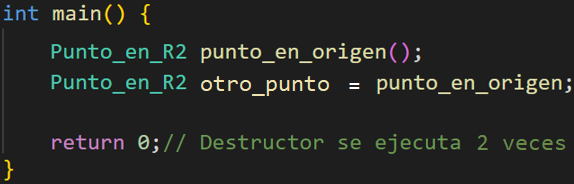 int main() {
Punto_en_R2 punto_en_origen();
Punto_en_R2 otro_punto = punto_en_origen;
return 0;// Destructor se ejecuta 2 veces
}